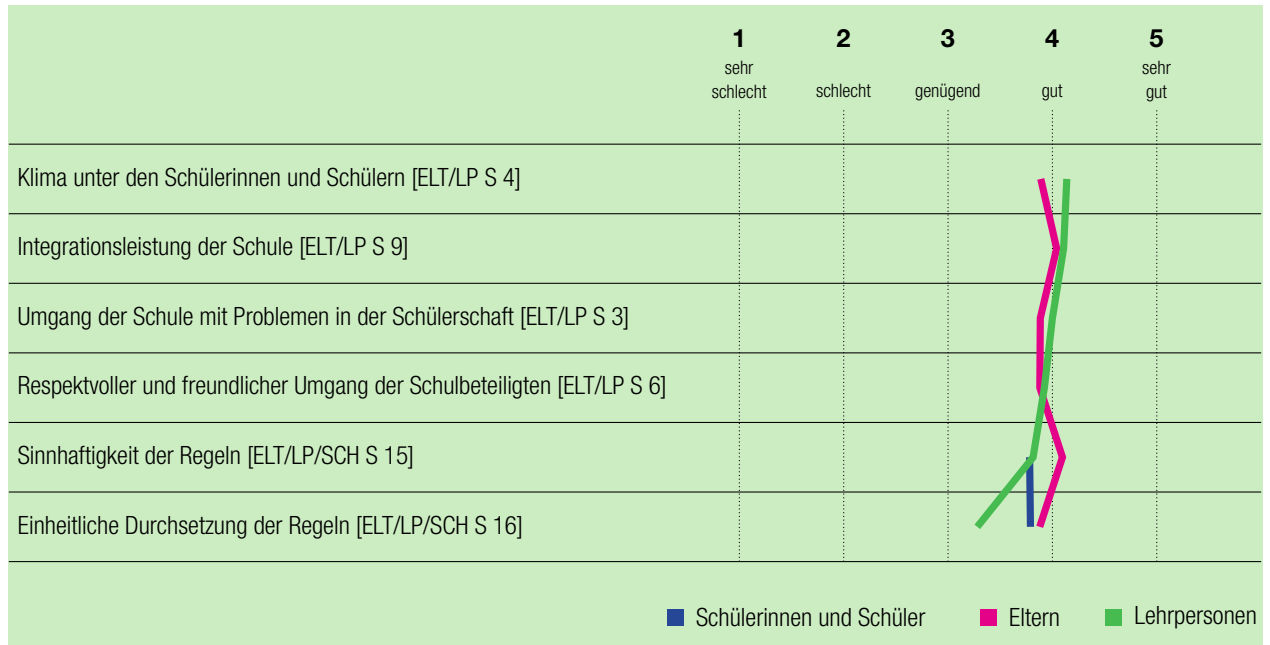 1 2 3 4 5
sehr schlecht schlecht genügend gut sehr gut
Klima unter den Schülerinnen und Schülern [ELT/LP S 4]
Integrationsleistung der Schule [ELT/LP S 9]
Umgang der Schule mit Problemen in der Schülerschaft [ELT/LP S 3]
Respektvoller und freundlicher Umgang der Schulbeteiligten [ELT/LP S 6]
Sinnhaftigkeit der Regeln [ELT/LP/SCH S 15]
Einheitliche Durchsetzung der Regeln [ELT/LP/SCH S 16]
Schülerinnen und Schüler Eltern Lehrpersonen